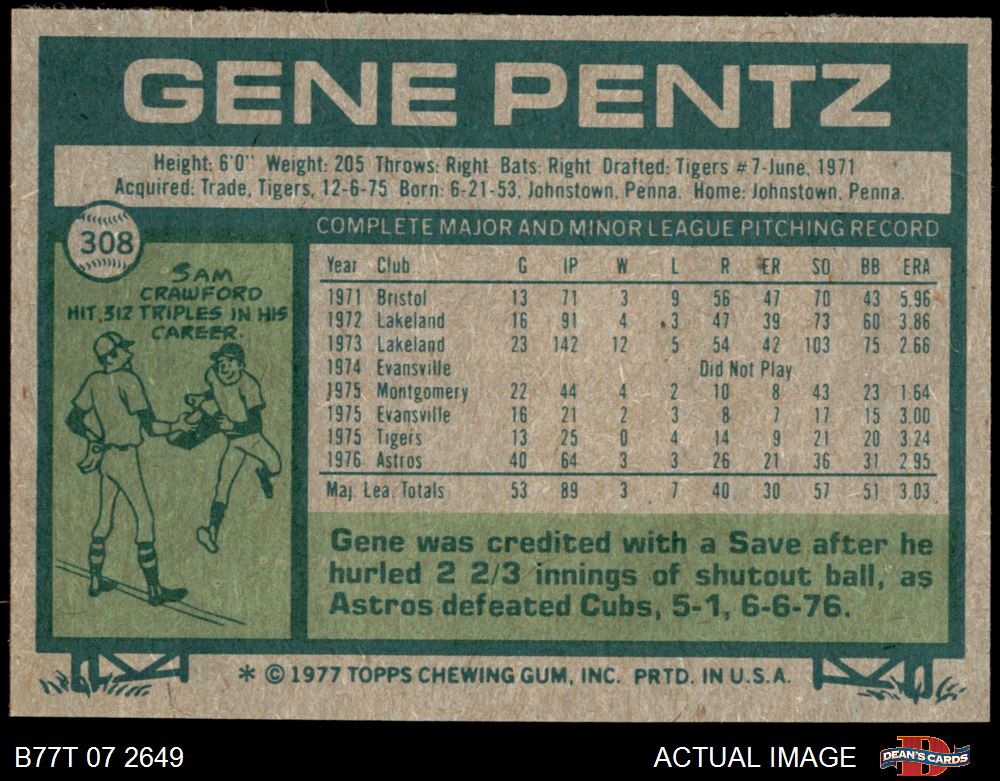 GENE PENTZ
Height: 6'0" Weight: 205 Throws: Right Bats: Right Drafted: Tigers #7-June, 1971
Acquired: Trade, Tigers, 12-6-75 Born: 6-21-53, Johnstown, Penna. Home: Johnstown, Penna.
308
SAM
CRAWFORD
HIT 312 TRIPLES IN HIS
CAREER.
COMPLETE MAJOR AND MINOR LEAGUE PITCHING RECORD
Year Club G IP W L R ER SO BB ERA
1971 Bristol 13 71 3 9 56 47 70 43 5.96
1972 Lakeland 16 91 4 3 47 39 73 60 3.86
1973 Lakeland 23 142 12 5 54 42 103 75 2.66
1974 Evansville Did Not Play
1975 Montgomery 22 44 4 2 10 8 43 23 1.64
1975 Evansville 16 21 2 3 8 7 17 15 3.00
1975 Tigers 13 25 0 4 14 9 21 20 3.24
1976 Astros 40 64 3 3 26 21 36 31 2.95
Maj. Lea. Totals 53 89 3 7 40 30 57 51 3.03
Gene was credited with a Save after he
hurled 2 2/3 innings of shutout ball, as
Astros defeated Cubs, 5-1, 6-6-76.
* © 1977 TOPPS CHEWING GUM, INC. PRTD. IN U.S.A.
B77T 07 2649
ACTUAL IMAGE
DEAN'S CARDS